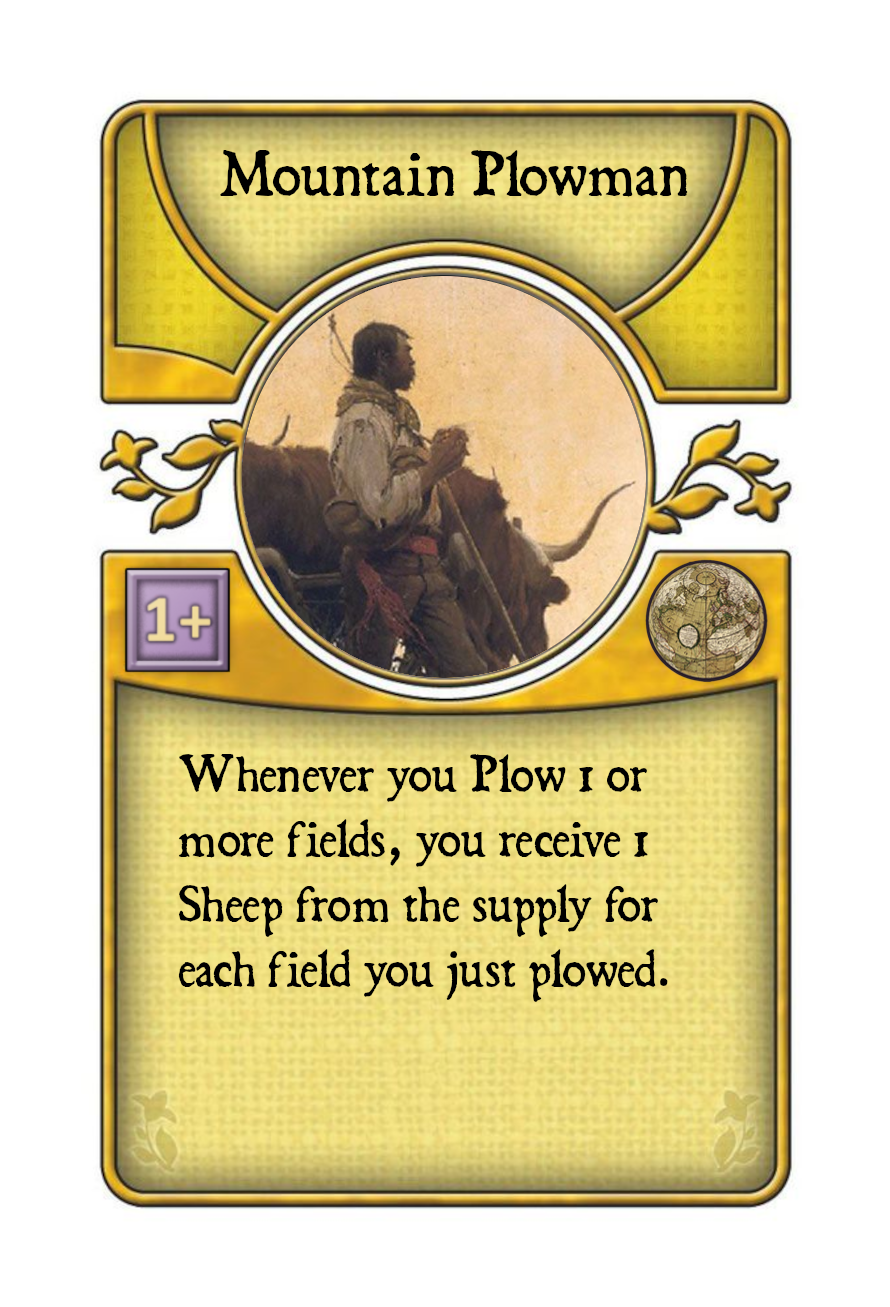 Mountain Plowman
1+
Whenever you Plow 1 or
more fields, you receive 1
Sheep from the supply for
each field you just plowed.